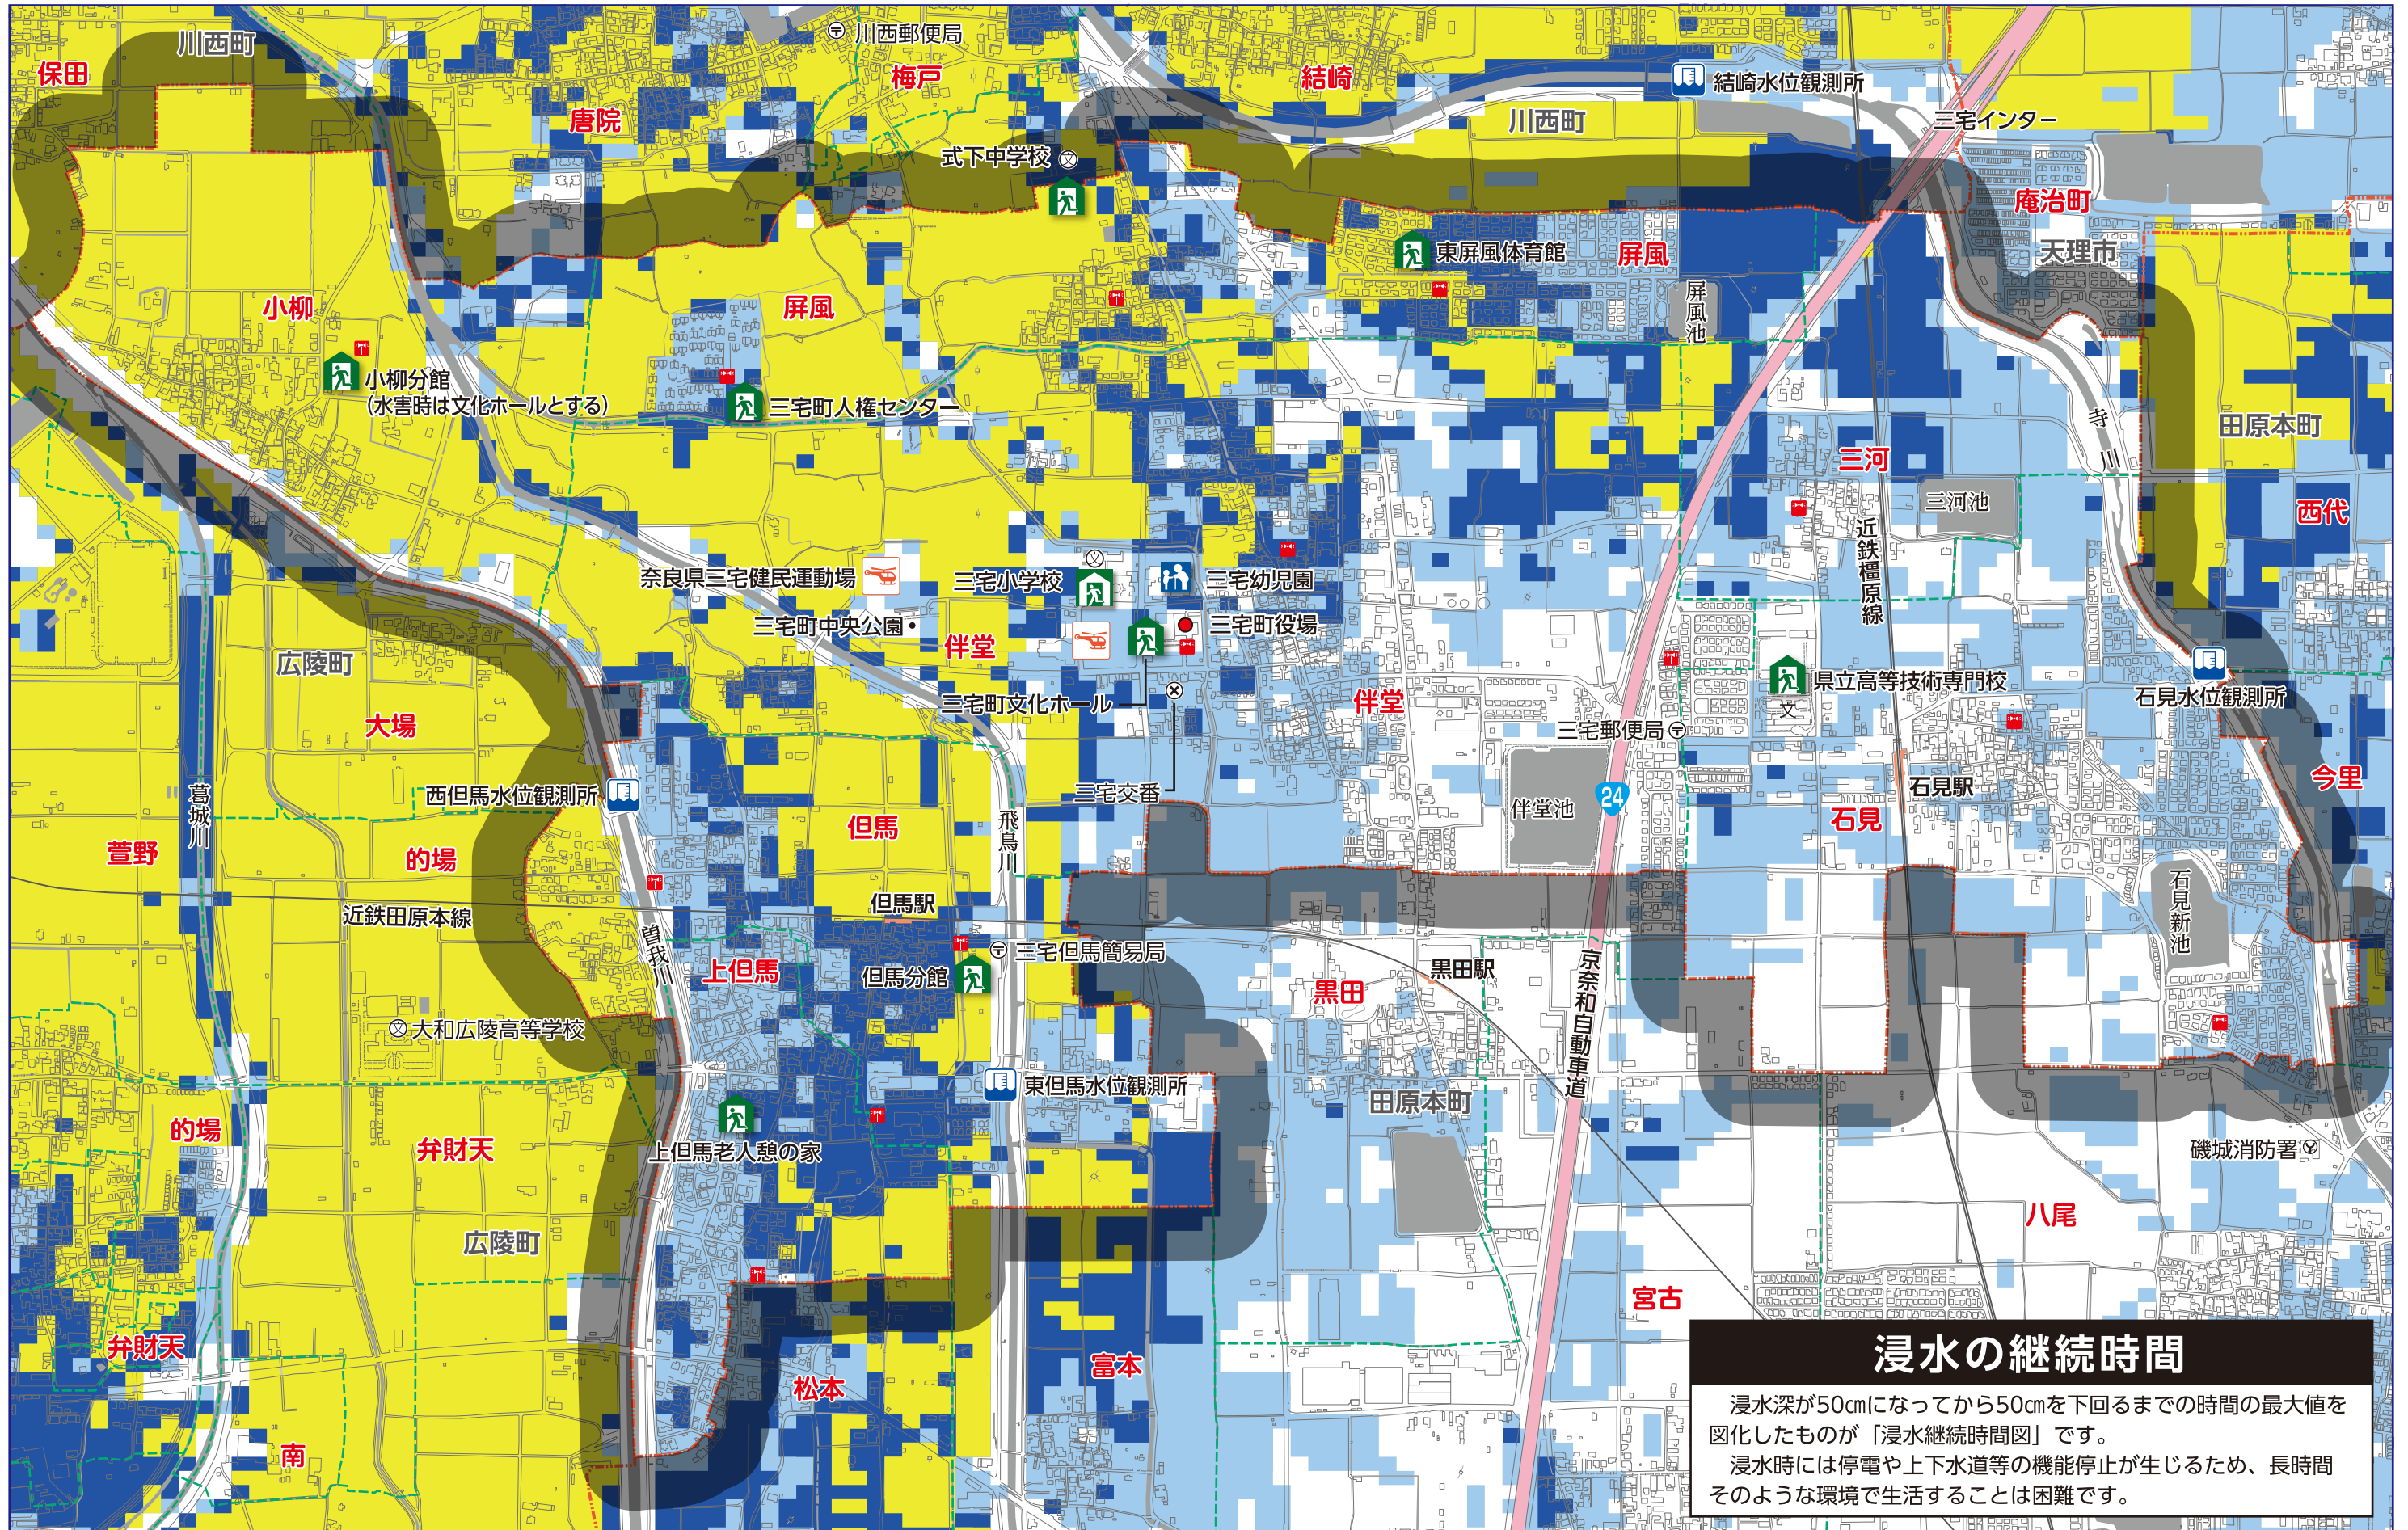 川西町
川西郵便局
保田
梅戸
結崎
結崎水位観測所
唐院
川西町
三宅インター
式下中学校
文
庵治町
東屏風体育館
屏風
天理市
小柳
屏風
屏風池
小柳分館
(水害時は文化ホールとする)
三宅町人権センター
寺川
田原本町
三河
三河池
西代
近鉄橿原線
文
奈良県三宅健民運動場
三宅小学校
三宅幼児園
三宅町中央公園
三宅町役場
伴堂
広陵町
県立高等技術専門校
文
石見水位観測所
三宅町文化ホール
伴堂
大場
三宅郵便局
今里
西但馬水位観測所
三宅交番
24
石見駅
葛城川
伴堂池
但馬
飛鳥川
石見
萱野
的場
石見新池
近鉄田原本線
但馬駅
曽我川
三宅但馬簡易局
上但馬
但馬分館
黒田駅
黒田
京奈和自動車道
文
大和広陵高等学校
東但馬水位観測所
田原本町
的場
弁財天
上但馬老人憩の家
磯城消防署
八尾
広陵町
宮古
弁財天
富本
松本
南
浸水の継続時間
浸水深が50㎝になってから50㎝を下回るまでの時間の最大値を
図化したものが「浸水継続時間図」です。
浸水時には停電や上下水道等の機能停止が生じるため、長時間
そのような環境で生活することは困難です。